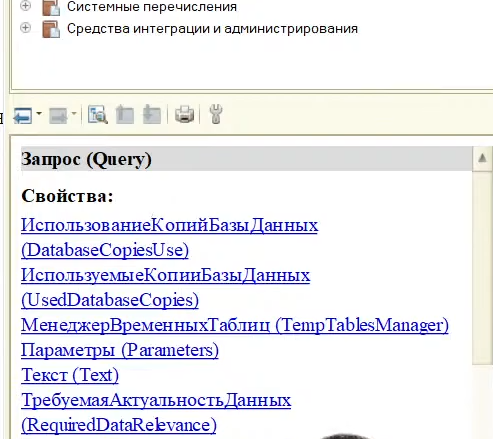 Системные перечисления
Средства интеграции и администрирования
Запрос (Query)
Свойства:
ИспользованиеКопийБазыДанных
(DatabaseCopiesUse)
ИспользуемыеКопииБазыДанных
(UsedDatabaseCopies)
МенеджерВременныхТаблиц (TempTablesManager)
Параметры (Parameters)
Текст (Text)
ТребуемаяАктуальностьДанных
(RequiredDataRelevance)